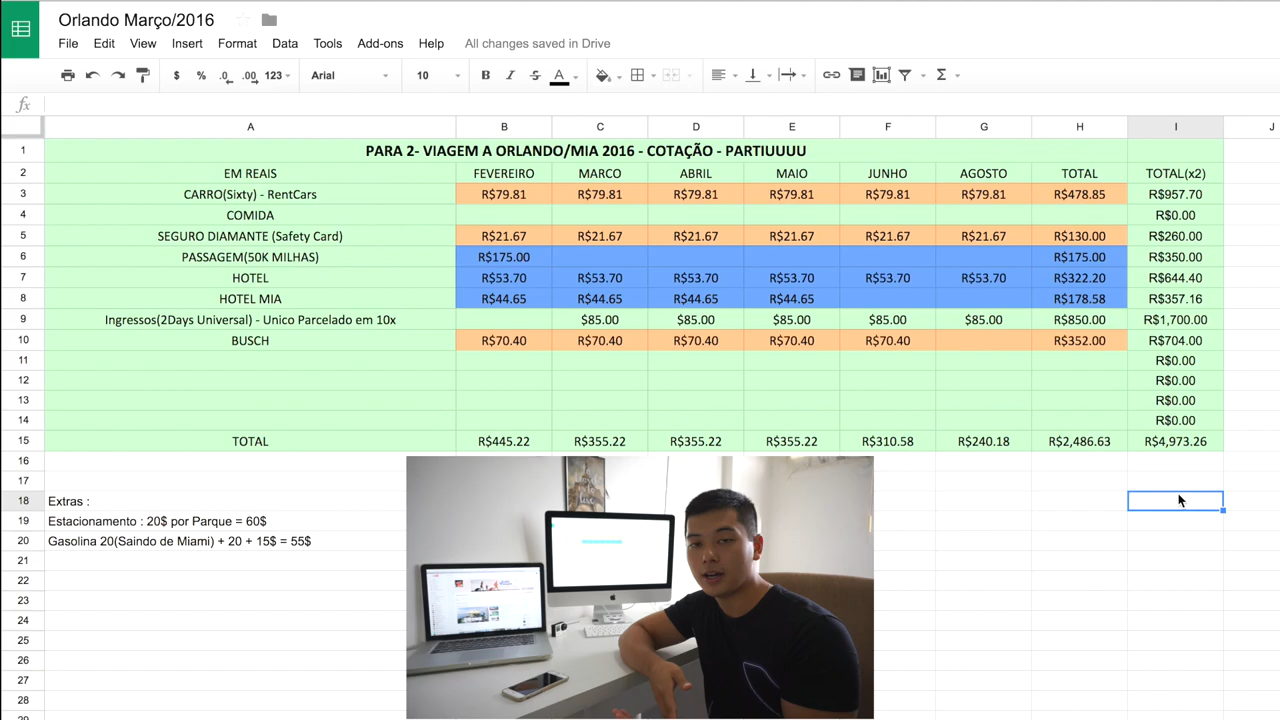 Orlando Março/2016
File Edit View Insert Format Data Tools Add-ons Help All changes saved in Drive
$ % .0 .00 123 Arial 10 B I S A Σ
fx
A B C D E F G H I J
1 PARA 2- VIAGEM A ORLANDO/MIA 2016 - COTAÇÃO - PARTIUUUU
2 EM REAIS FEVEREIRO MARCO ABRIL MAIO JUNHO AGOSTO TOTAL TOTAL(x2)
3 CARRO(Sixty) - RentCars R$79.81 R$79.81 R$79.81 R$79.81 R$79.81 R$79.81 R$478.85 R$957.70
4 COMIDA R$0.00
5 SEGURO DIAMANTE (Safety Card) R$21.67 R$21.67 R$21.67 R$21.67 R$21.67 R$21.67 R$130.00 R$260.00
6 PASSAGEM(50K MILHAS) R$175.00 R$175.00 R$350.00
7 HOTEL R$53.70 R$53.70 R$53.70 R$53.70 R$53.70 R$53.70 R$322.20 R$644.40
8 HOTEL MIA R$44.65 R$44.65 R$44.65 R$44.65 R$178.58 R$357.16
9 Ingressos(2Days Universal) - Unico Parcelado em 10x $85.00 $85.00 $85.00 $85.00 $85.00 R$850.00 R$1,700.00
10 BUSCH R$70.40 R$70.40 R$70.40 R$70.40 R$70.40 R$352.00 R$704.00
11 R$0.00
12 R$0.00
13 R$0.00
14 R$0.00
15 TOTAL R$445.22 R$355.22 R$355.22 R$355.22 R$310.58 R$240.18 R$2,486.63 R$4,973.26
16
17
18 Extras :
19 Estacionamento : 20$ por Parque = 60$
20 Gasolina 20(Saindo de Miami) + 20 + 15$ = 55$
21
22
23
24
25
26
27
28